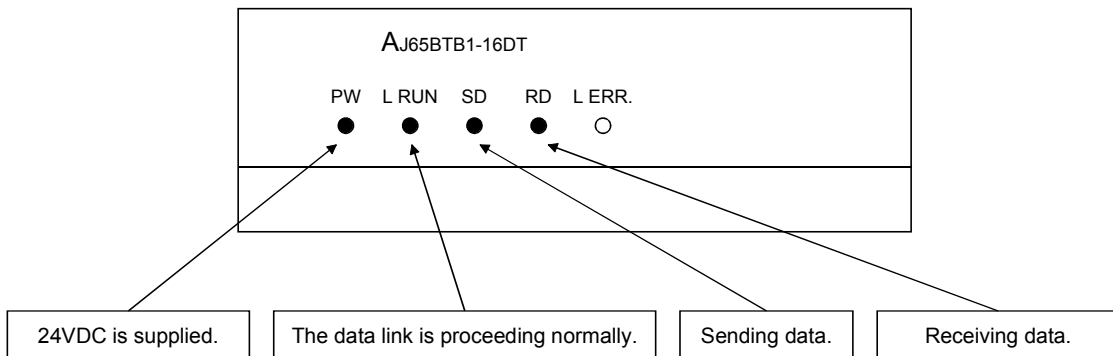 AJ65BTB1-16DT
PW L RUN SD RD L ERR.
24VDC is supplied. The data link is proceeding normally. Sending data. Receiving data.